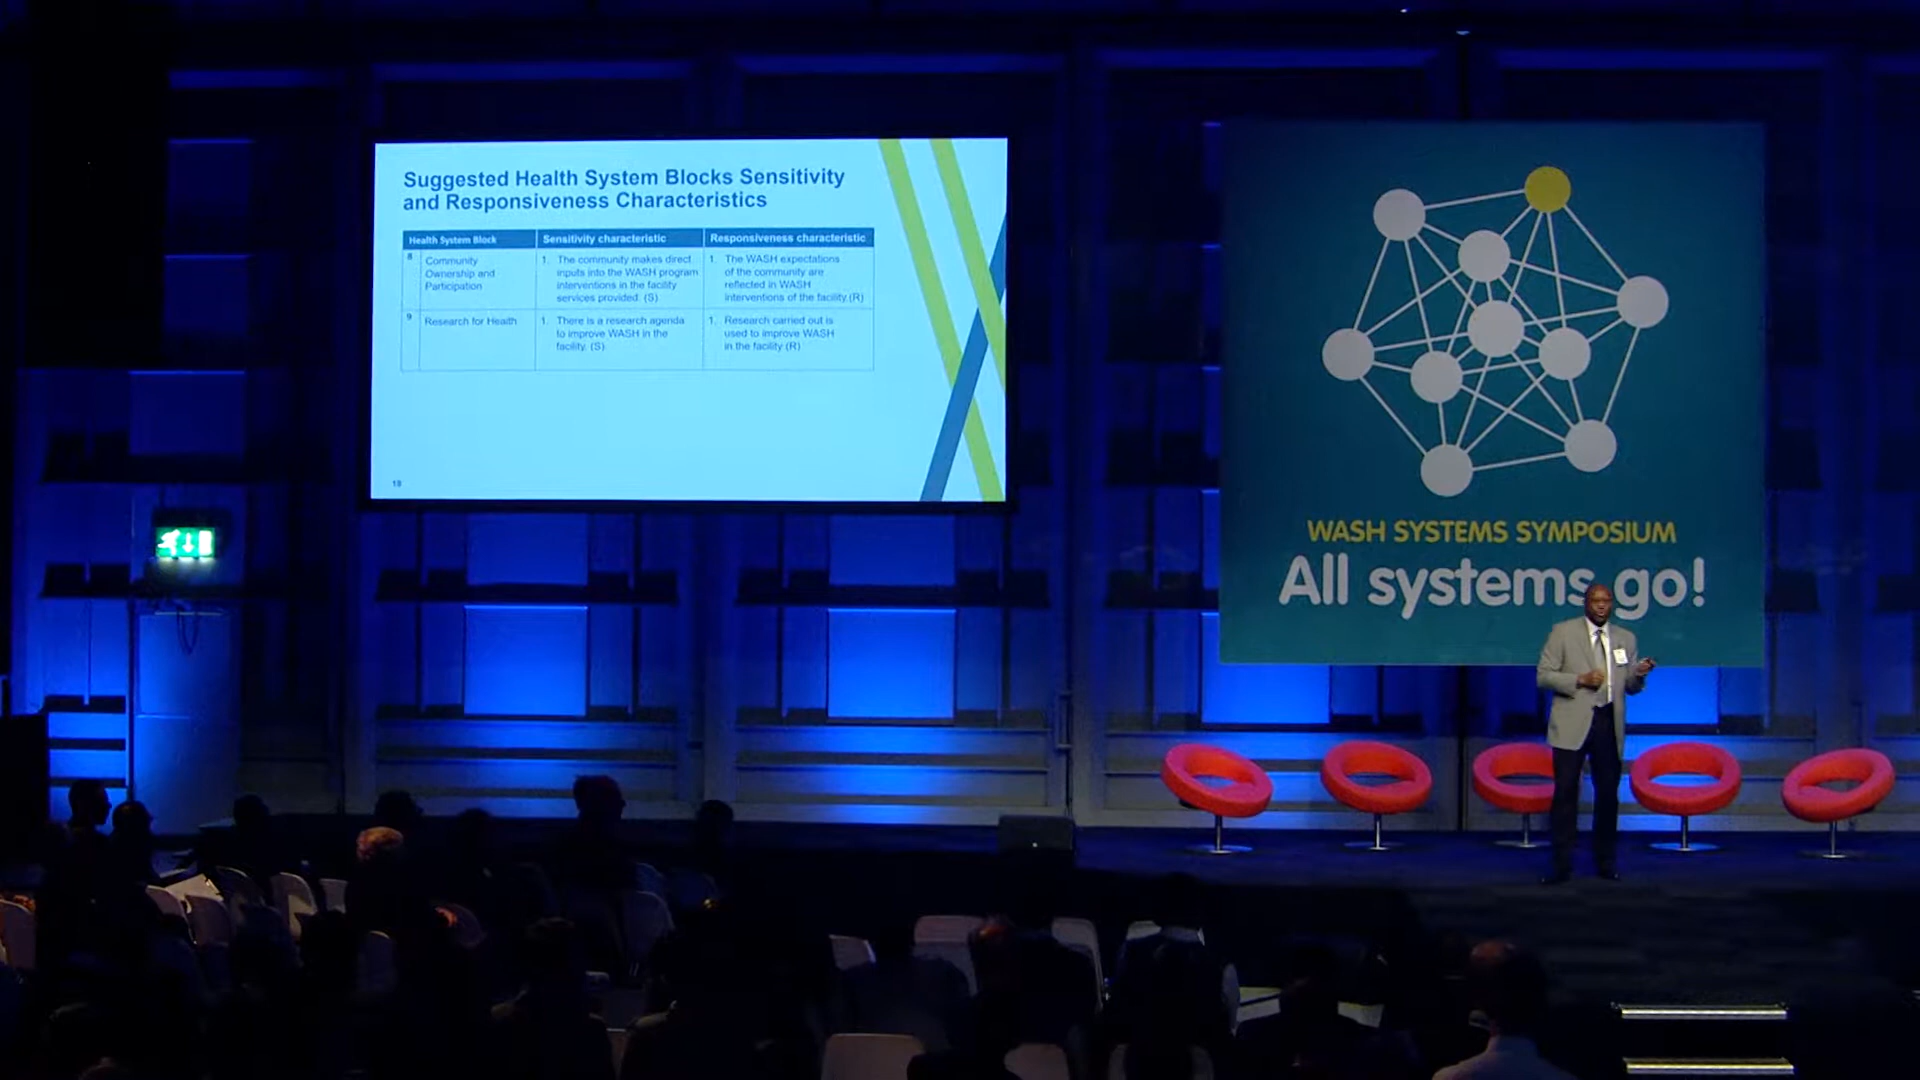 Suggested Health System Blocks Sensitivity
and Responsiveness Characteristics
Health System Block
Sensitivity characteristic
Responsiveness characteristic
8
Community
Ownership and
Participation
1. The community makes direct
inputs into the WASH program
interventions in the facility
services provided. (S)
1. The WASH expectations
of the community are
reflected in WASH
interventions of the facility.(R)
9
Research for Health
1. There is a research agenda
to improve WASH in the
facility. (S)
1. Research carried out is
used to improve WASH
in the facility (R)
WASH SYSTEMS SYMPOSIUM
All systems go!